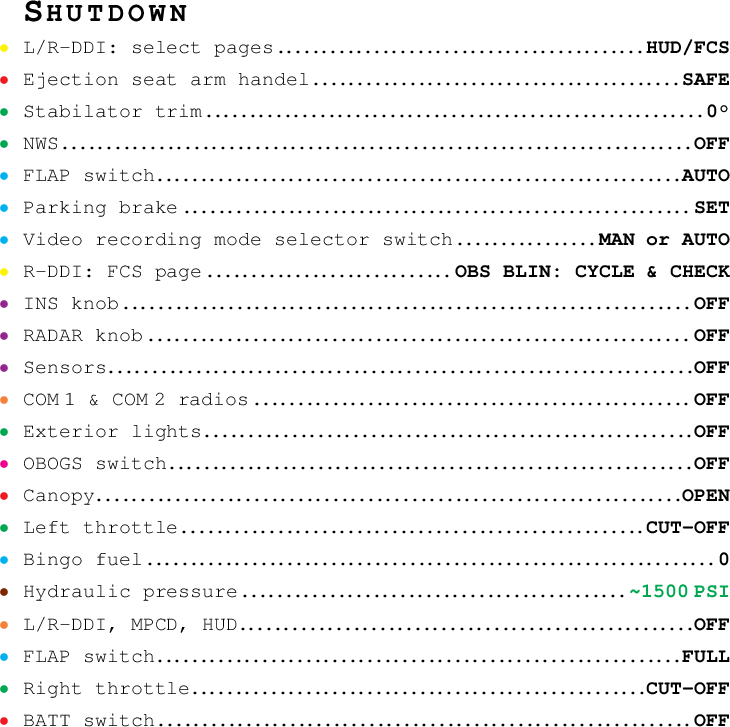 SHUTDOWN
L/R-DDI: select pages........................................HUD/FCS
Ejection seat arm handel........................................SAFE
Stabilator trim........................................0°
NWS........................................OFF
FLAP switch........................................AUTO
Parking brake........................................SET
Video recording mode selector switch................MAN or AUTO
R-DDI: FCS page............................OBS BLIN: CYCLE & CHECK
INS knob........................................OFF
RADAR knob........................................OFF
Sensors........................................OFF
COM 1 & COM 2 radios........................................OFF
Exterior lights........................................OFF
OBOGS switch........................................OFF
Canopy........................................OPEN
Left throttle........................................CUT-OFF
Bingo fuel........................................0
Hydraulic pressure........................................~1500 PSI
L/R-DDI, MPCD, HUD........................................OFF
FLAP switch........................................FULL
Right throttle........................................CUT-OFF
BATT switch........................................OFF